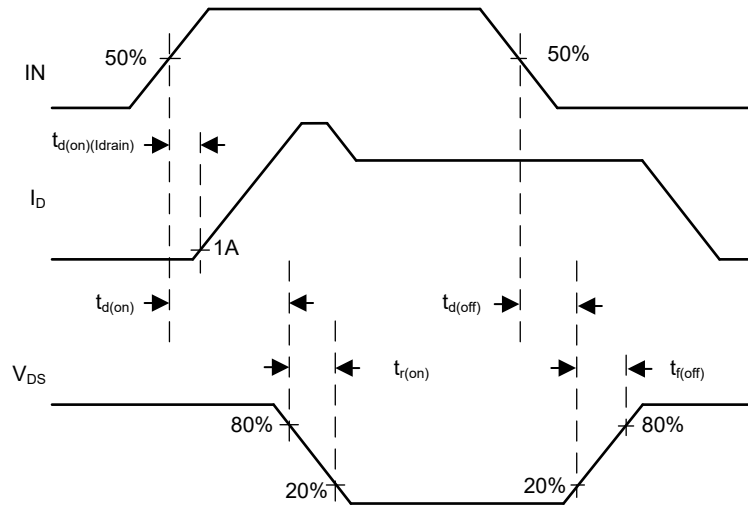 50%
50%
IN
t_d(on)(Idrain)
I_D
1A
t_d(on)
t_d(off)
t_r(on)
t_f(off)
V_DS
80%
80%
20%
20%